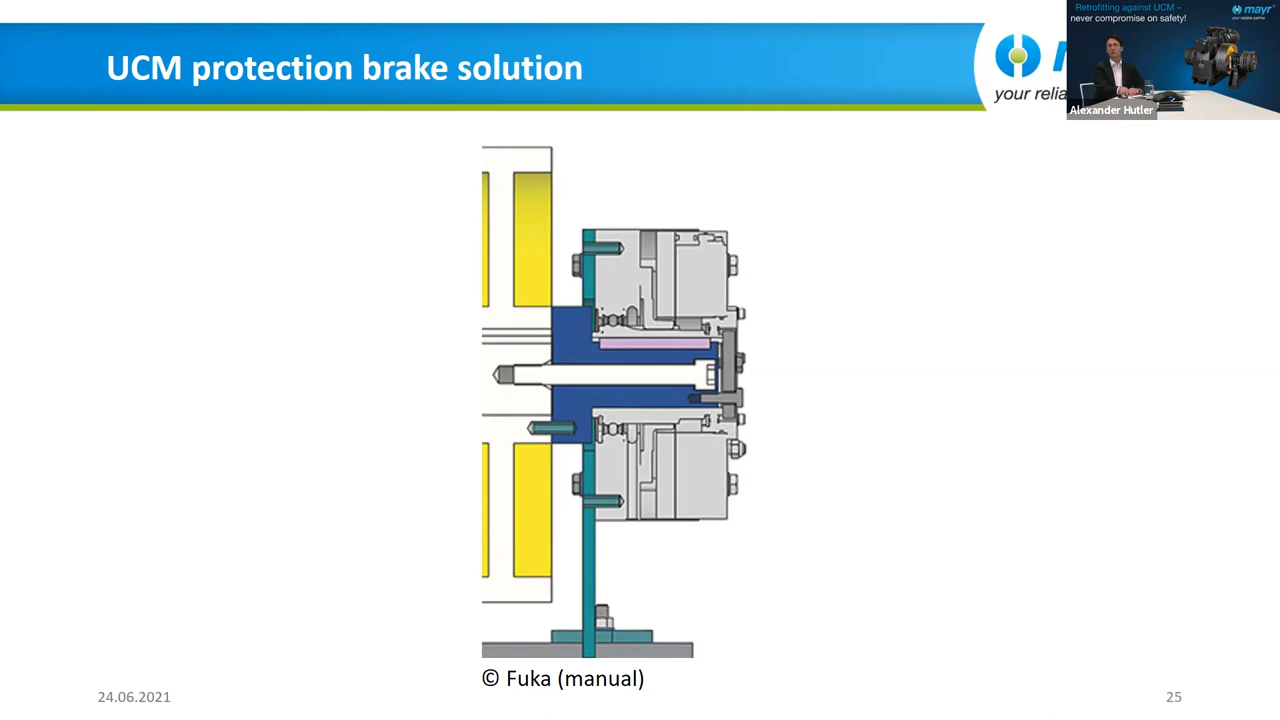 UCM protection brake solution
your relia
Retrofitting against UCM –
never compromise on safety!
mayr
your reliable partner
Alexander Hutler
© Fuka (manual)
24.06.2021
25